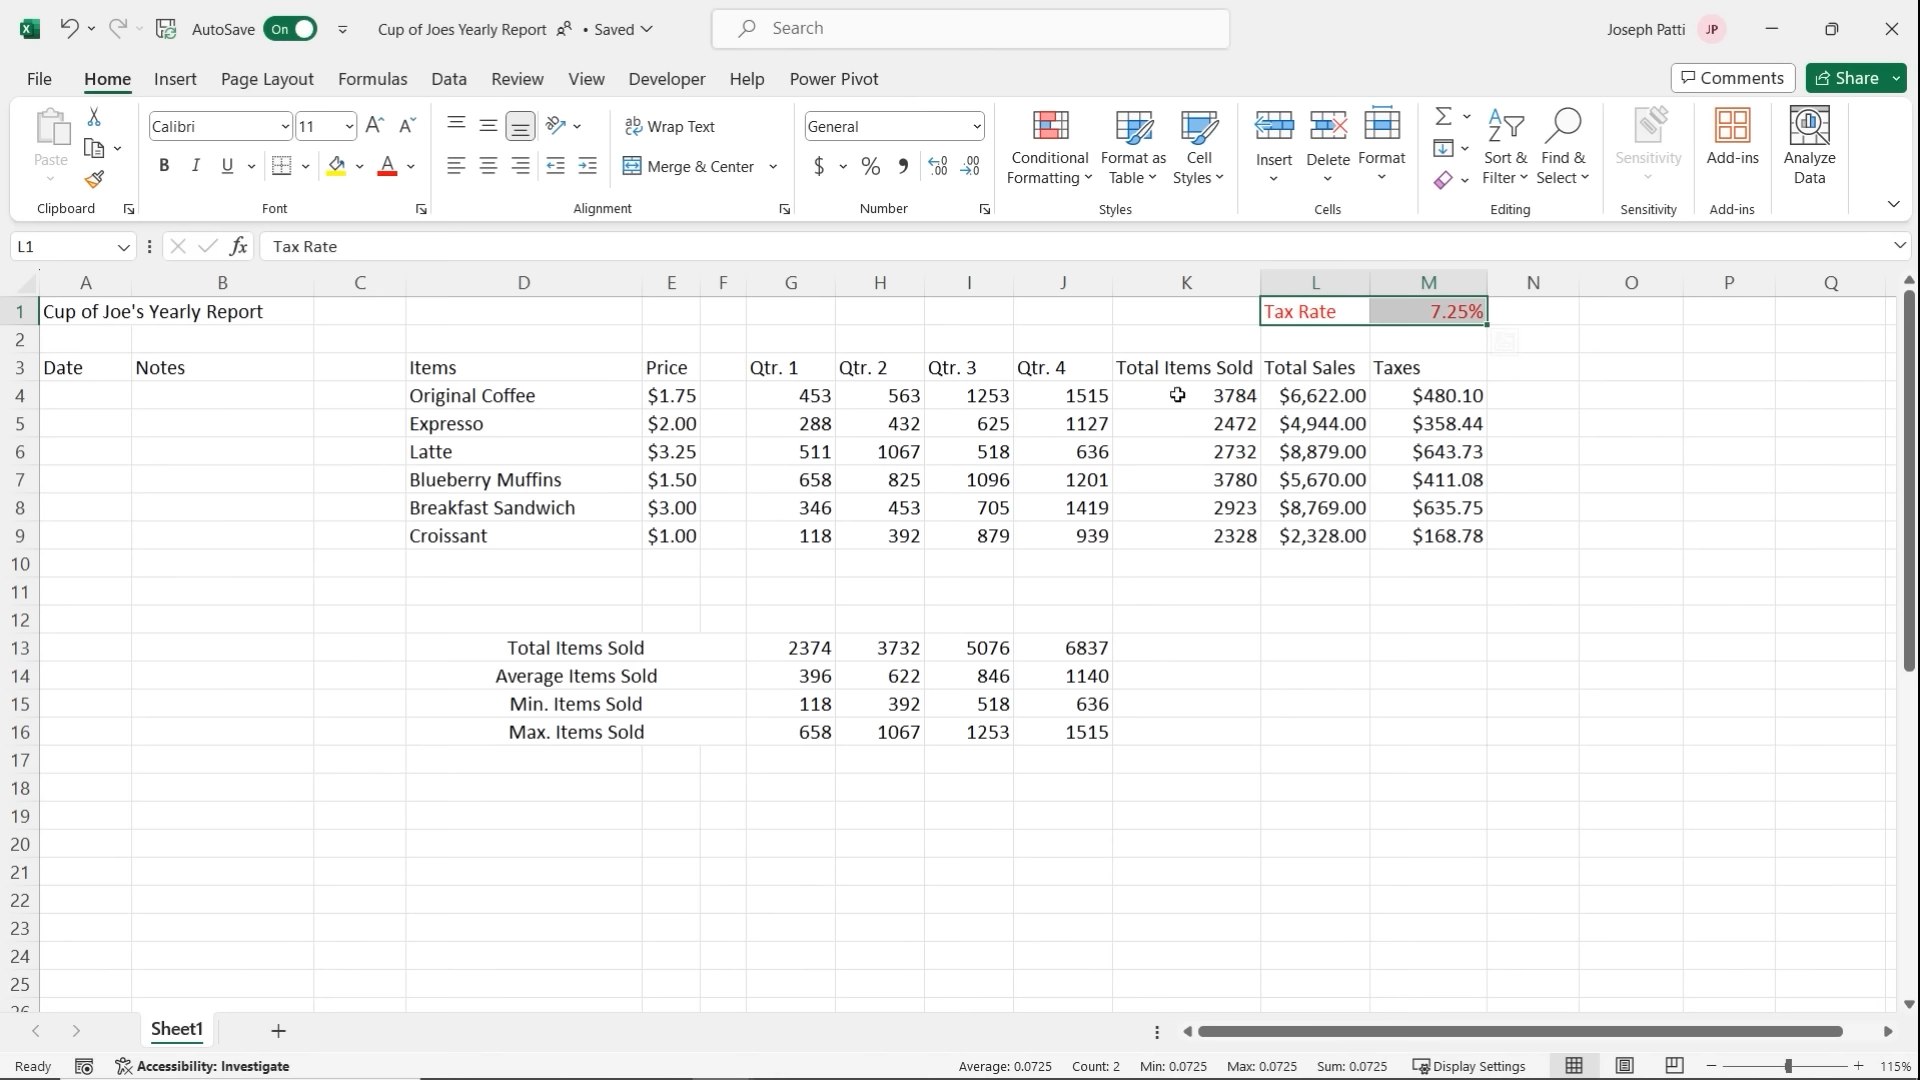 AutoSave On Cup of Joes Yearly Report • Saved Search Joseph Patti JP
File Home Insert Page Layout Formulas Data Review View Developer Help Power Pivot Comments Share
Paste Calibri 11 Wrap Text General Conditional Formatting Format as Table Cell Styles Insert Delete Format Sort & Filter Find & Select Sensitivity Add-ins Analyze Data
B I U A Merge & Center $ % , .00
Clipboard Font Alignment Number Styles Cells Editing Sensitivity Add-ins
L1 fx Tax Rate
A B C D E F G H I J K L M N O P Q
1 Cup of Joe's Yearly Report Tax Rate 7.25%
2
3 Date Notes Items Price Qtr. 1 Qtr. 2 Qtr. 3 Qtr. 4 Total Items Sold Total Sales Taxes
4 Original Coffee $1.75 453 563 1253 1515 3784 $6,622.00 $480.10
5 Expresso $2.00 288 432 625 1127 2472 $4,944.00 $358.44
6 Latte $3.25 511 1067 518 636 2732 $8,879.00 $643.73
7 Blueberry Muffins $1.50 658 825 1096 1201 3780 $5,670.00 $411.08
8 Breakfast Sandwich $3.00 346 453 705 1419 2923 $8,769.00 $635.75
9 Croissant $1.00 118 392 879 939 2328 $2,328.00 $168.78
10
11
12
13 Total Items Sold 2374 3732 5076 6837
14 Average Items Sold 396 622 846 1140
15 Min. Items Sold 118 392 518 636
16 Max. Items Sold 658 1067 1253 1515
17
18
19
20
21
22
23
24
25
26
Sheet1
Ready Accessibility: Investigate Average: 0.0725 Count: 2 Min: 0.0725 Max: 0.0725 Sum: 0.0725 Display Settings 115%